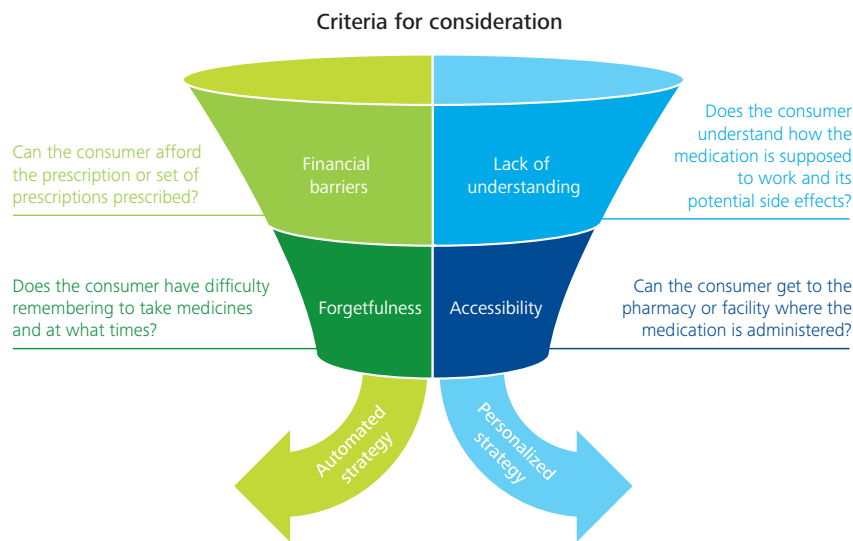 Criteria for consideration
Can the consumer afford
the prescription or set of
prescriptions prescribed?
Financial
barriers
Lack of
understanding
Does the consumer
understand how the
medication is supposed
to work and its
potential side effects?
Does the consumer have difficulty
remembering to take medicines
and at what times?
Forgetfulness
Accessibility
Can the consumer get to the
pharmacy or facility where the
medication is administered?
Automated
strategy
Personalized
strategy